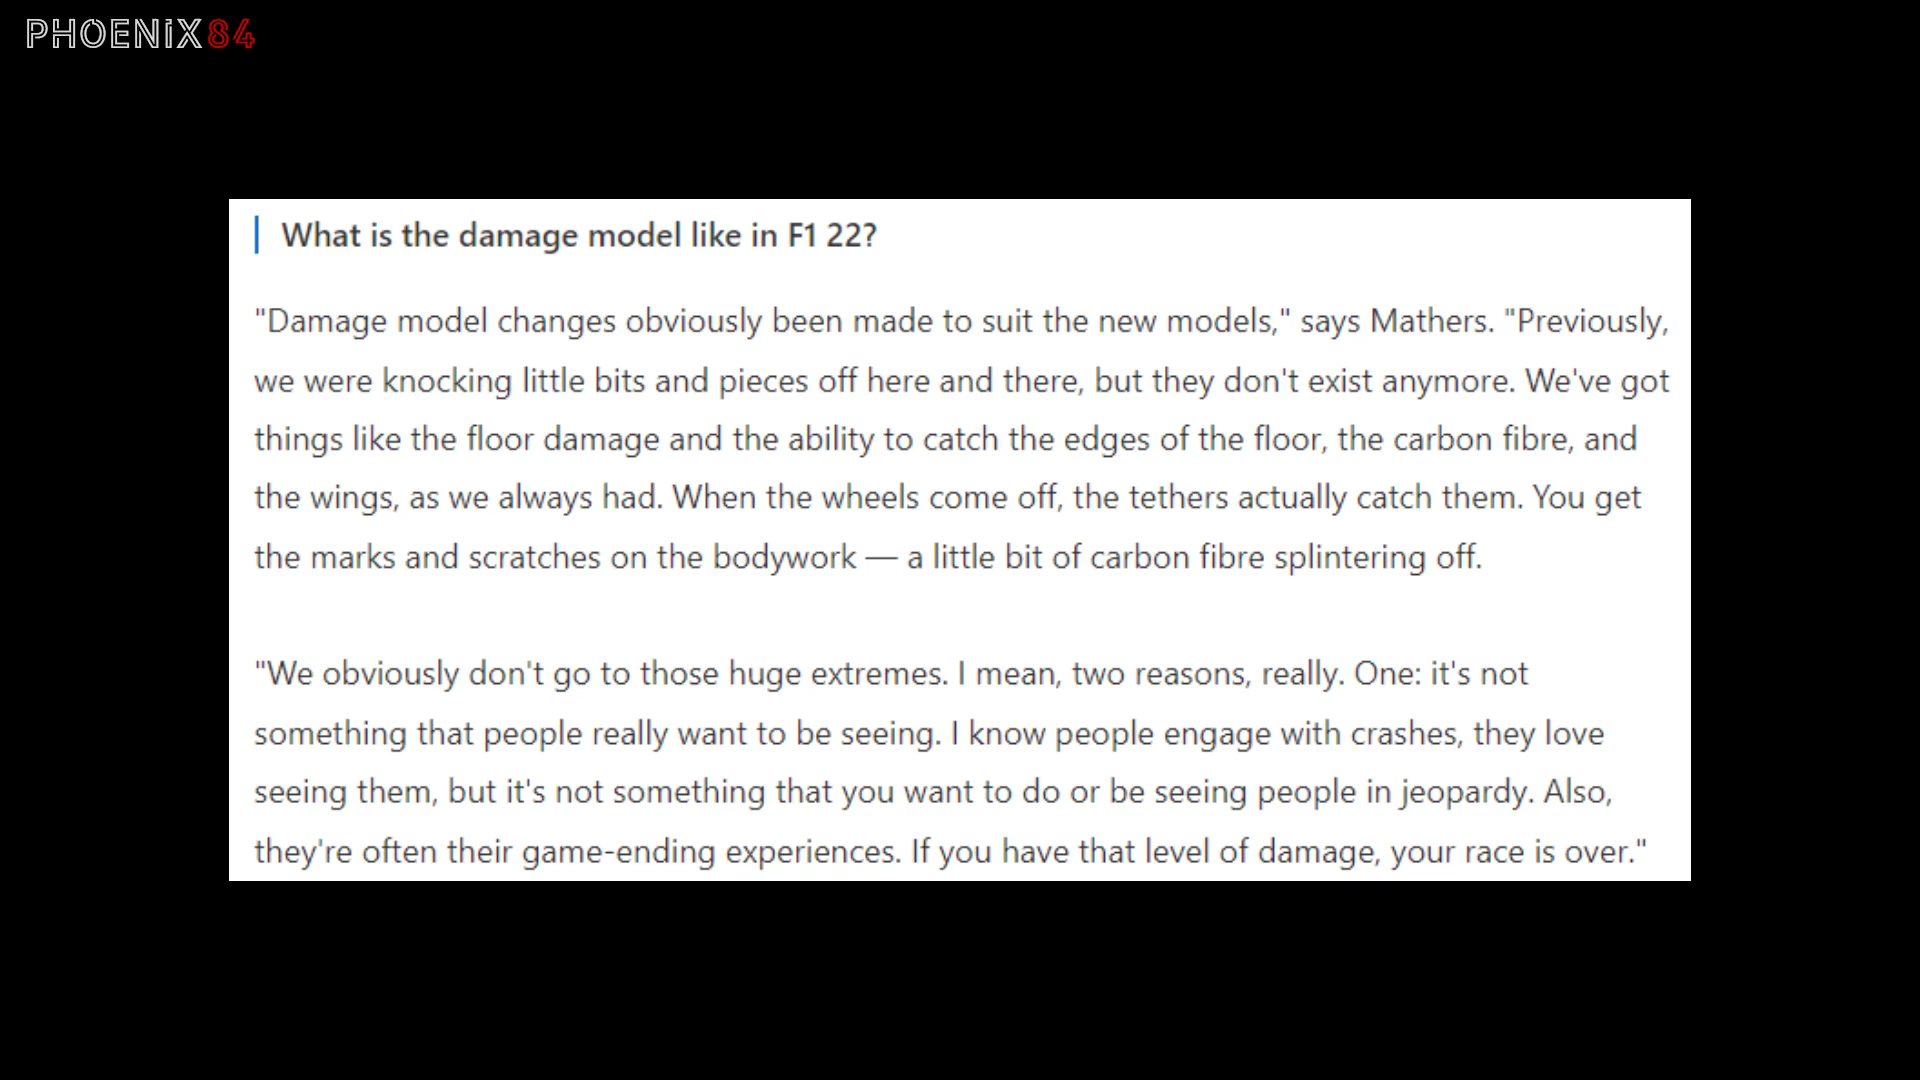 PHOENiX84
What is the damage model like in F1 22?
"Damage model changes obviously been made to suit the new models," says Mathers. "Previously,
we were knocking little bits and pieces off here and there, but they don't exist anymore. We've got
things like the floor damage and the ability to catch the edges of the floor, the carbon fibre, and
the wings, as we always had. When the wheels come off, the tethers actually catch them. You get
the marks and scratches on the bodywork — a little bit of carbon fibre splintering off.
"We obviously don't go to those huge extremes. I mean, two reasons, really. One: it's not
something that people really want to be seeing. I know people engage with crashes, they love
seeing them, but it's not something that you want to do or be seeing people in jeopardy. Also,
they're often their game-ending experiences. If you have that level of damage, your race is over."